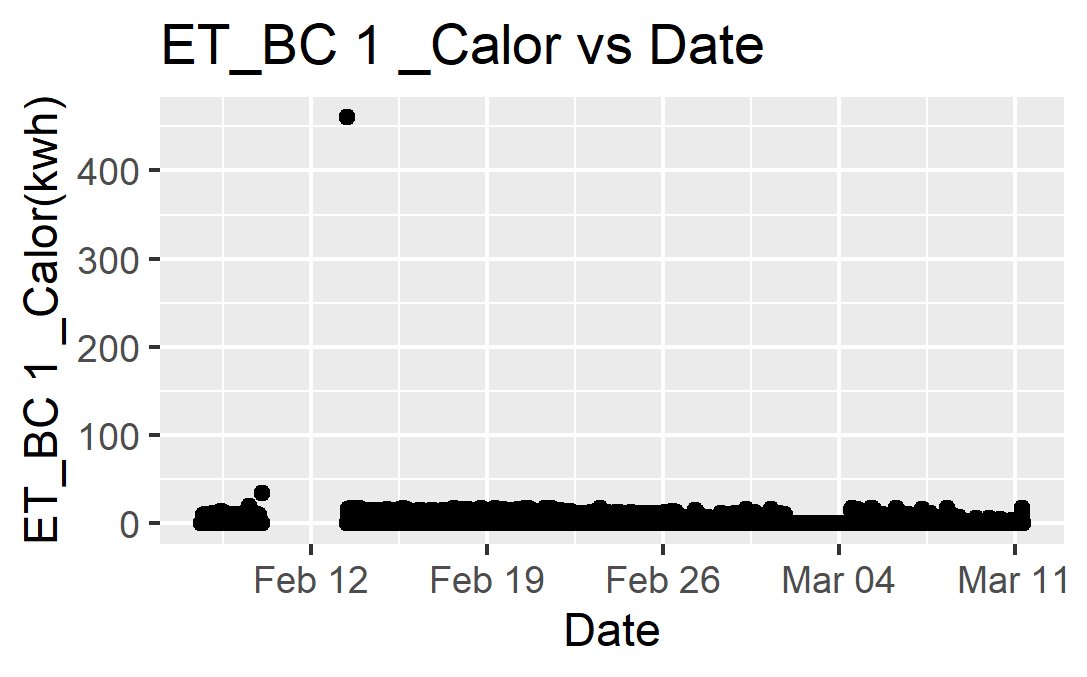 ET_BC 1 _Calor vs Date
ET_BC 1 _Calor(kwh)
400
300
200
100
0
Feb 12 Feb 19 Feb 26 Mar 04 Mar 11
Date